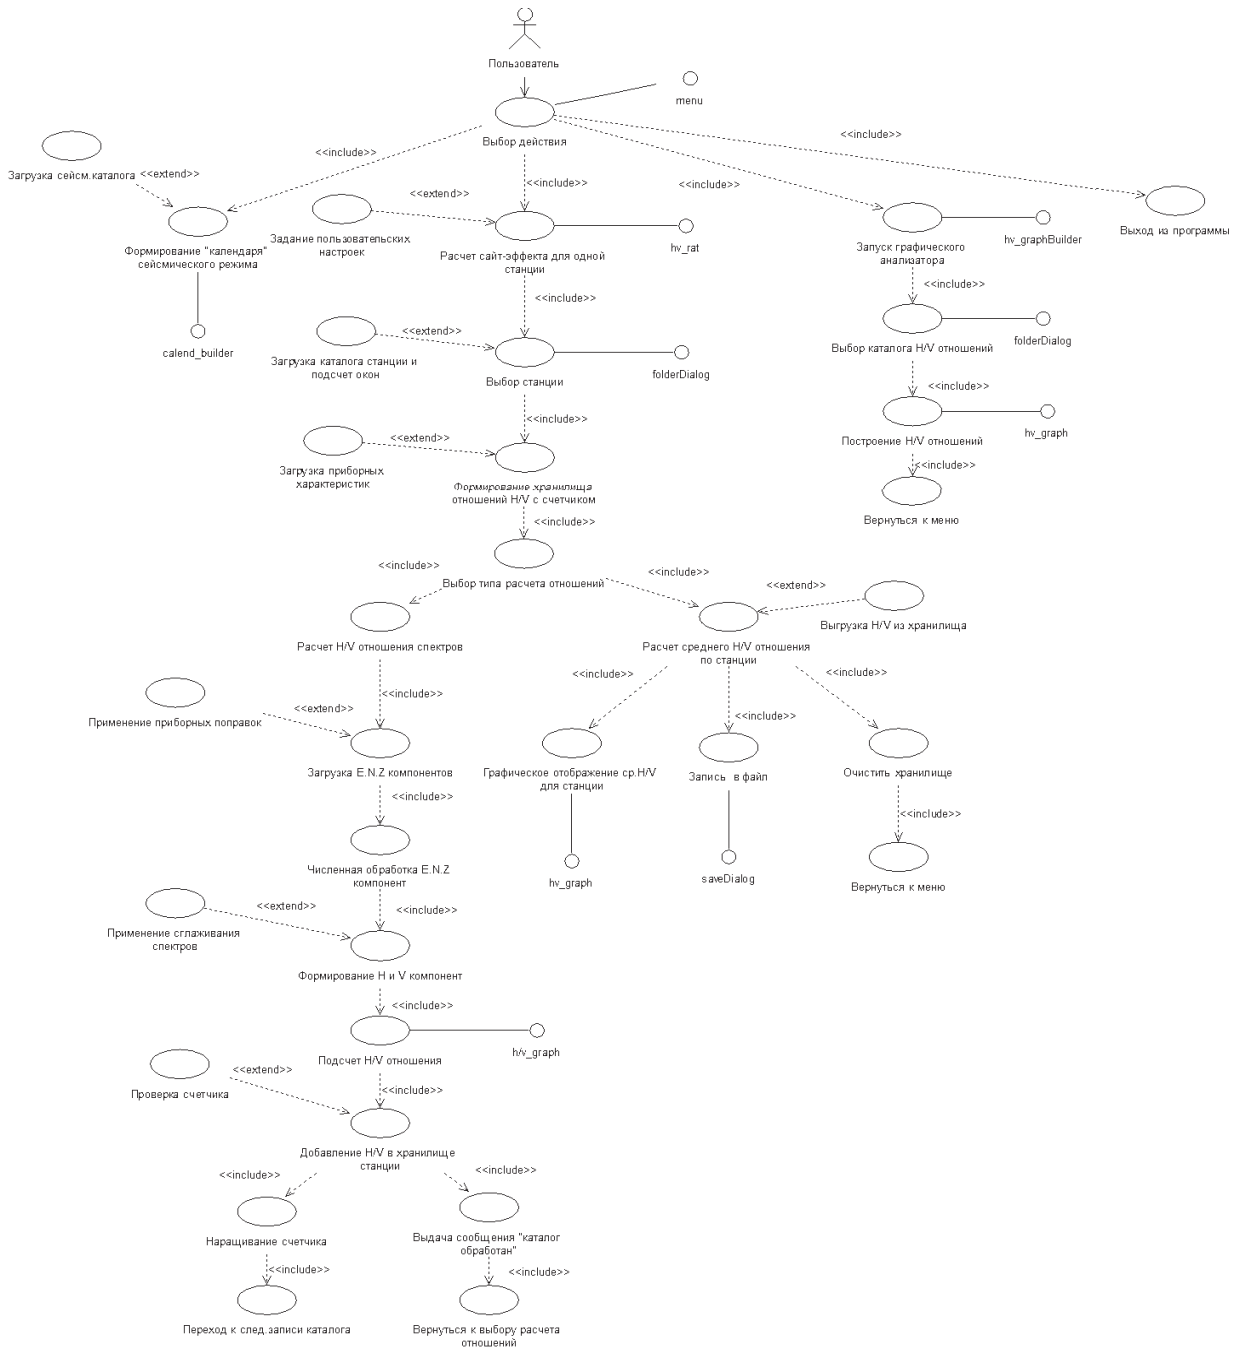 Пользователь
menu
Выбор действия
<<include>>
<<include>>
<<include>>
<<include>>
Загрузка сейсм.каталога
<<extend>>
Формирование "календаря"
сейсмического режима
calend_builder
<<extend>>
Задание пользовательских
настроек
Расчет сайт-эффекта для одной
станции
hv_rat
Запуск графического
анализатора
hv_graphBuilder
Выход из программы
<<include>>
<<include>>
<<extend>>
Загрузка каталога станции и
подсчет окон
Выбор станции
folderDialog
Выбор каталога H/V отношений
folderDialog
<<include>>
<<include>>
<<extend>>
Загрузка приборных
характеристик
Формирование хранилища
отношений H/V с счетчиком
Построение H/V отношений
hv_graph
<<include>>
Вернуться к меню
<<include>>
Выбор типа расчета отношений
<<include>>
<<include>>
<<extend>>
Выгрузка H/V из хранилища
Расчет H/V отношения спектров
Расчет среднего H/V отношения
по станции
<<include>>
<<include>>
<<include>>
<<include>>
Применение приборных поправок
<<extend>>
Загрузка E.N.Z компонентов
Графическое отображение ср.H/V
для станции
Запись в файл
Очистить хранилище
<<include>>
<<include>>
hv_graph
saveDialog
Вернуться к меню
Численная обработка E.N.Z
компонент
<<include>>
<<extend>>
Применение сглаживания
спектров
Формирование H и V компонент
<<include>>
Подсчет H/V отношения
h/v_graph
<<include>>
<<extend>>
Проверка счетчика
Добавление H/V в хранилище
станции
<<include>>
<<include>>
Наращивание счетчика
Выдача сообщения "каталог
обработан"
<<include>>
<<include>>
Переход к след.записи каталога
Вернуться к выбору расчета
отношений